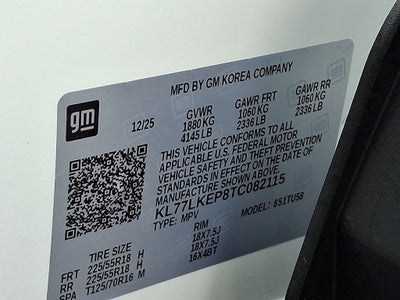 MFD BY GM KOREA COMPANY
gm
12/25
GVWR GAWR FRT GAWR RR
1880 KG 1060 KG 1060 KG
4145 LB 2336 LB 2336 LB
THIS VEHICLE CONFORMS TO ALL
APPLICABLE U.S. FEDERAL MOTOR
VEHICLE SAFETY AND THEFT PREVENTION
STANDARDS IN EFFECT ON THE DATE OF
MANUFACTURE SHOWN ABOVE.
KL77LKEP8TC082115
TYPE: MPV MODEL: 851TU58
TIRE SIZE RIM
FRT 225/55R18 H 18X7.5J
RR 225/55R18 H 18X7.5J
SPA T125/70R16 M 16X4BT